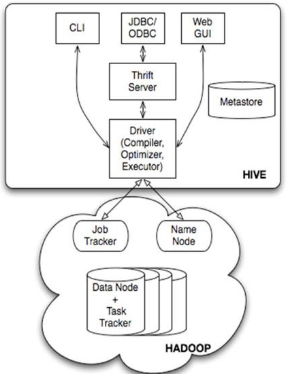 CLI
JDBC/
ODBC
Web
GUI
Thrift
Server
Metastore
Driver
(Compiler,
Optimizer,
Executor)
HIVE
Job
Tracker
Name
Node
Data Node
+
Task
Tracker
HADOOP